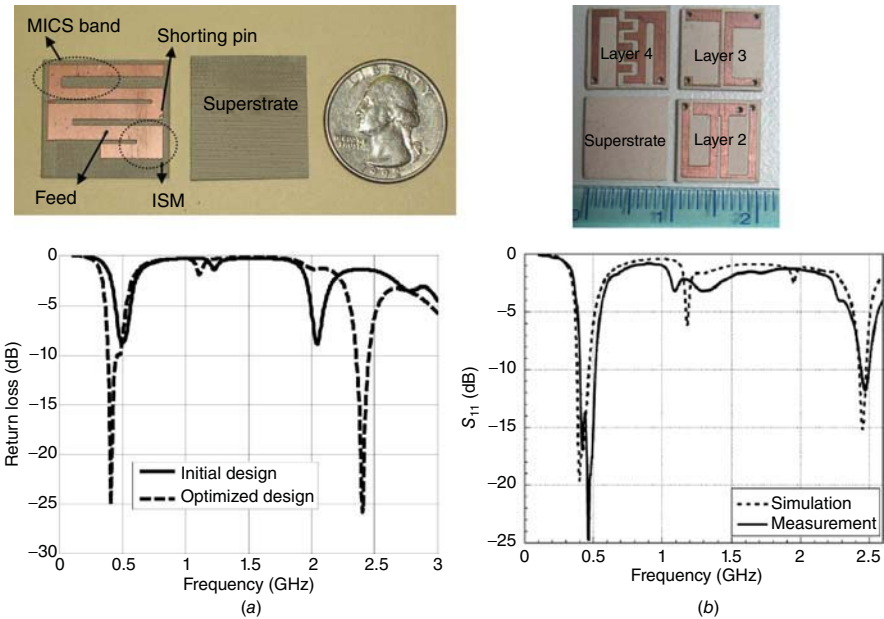 MICS band
Shorting pin
Superstrate
Feed
ISM
LIBERTY
Layer 4
Layer 3
Superstrate
Layer 2
1
2
0
−5
−10
−15
−20
−25
−30
Return loss (dB)
Initial design
Optimized design
0
0.5
1
1.5
2
2.5
3
Frequency (GHz)
(a)
0
−5
−10
−15
−20
−25
S11 (dB)
Simulation
Measurement
0
0.5
1
1.5
2
2.5
Frequency (GHz)
(b)